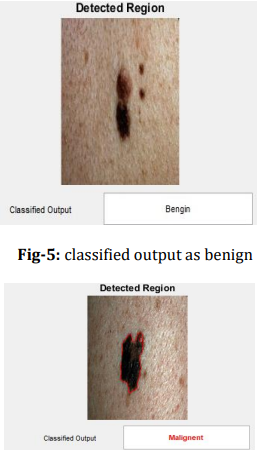 Detected Region
Classified Output
Bengin
Fig-5: classified output as benign
Detected Region
Classified Output
Malignent